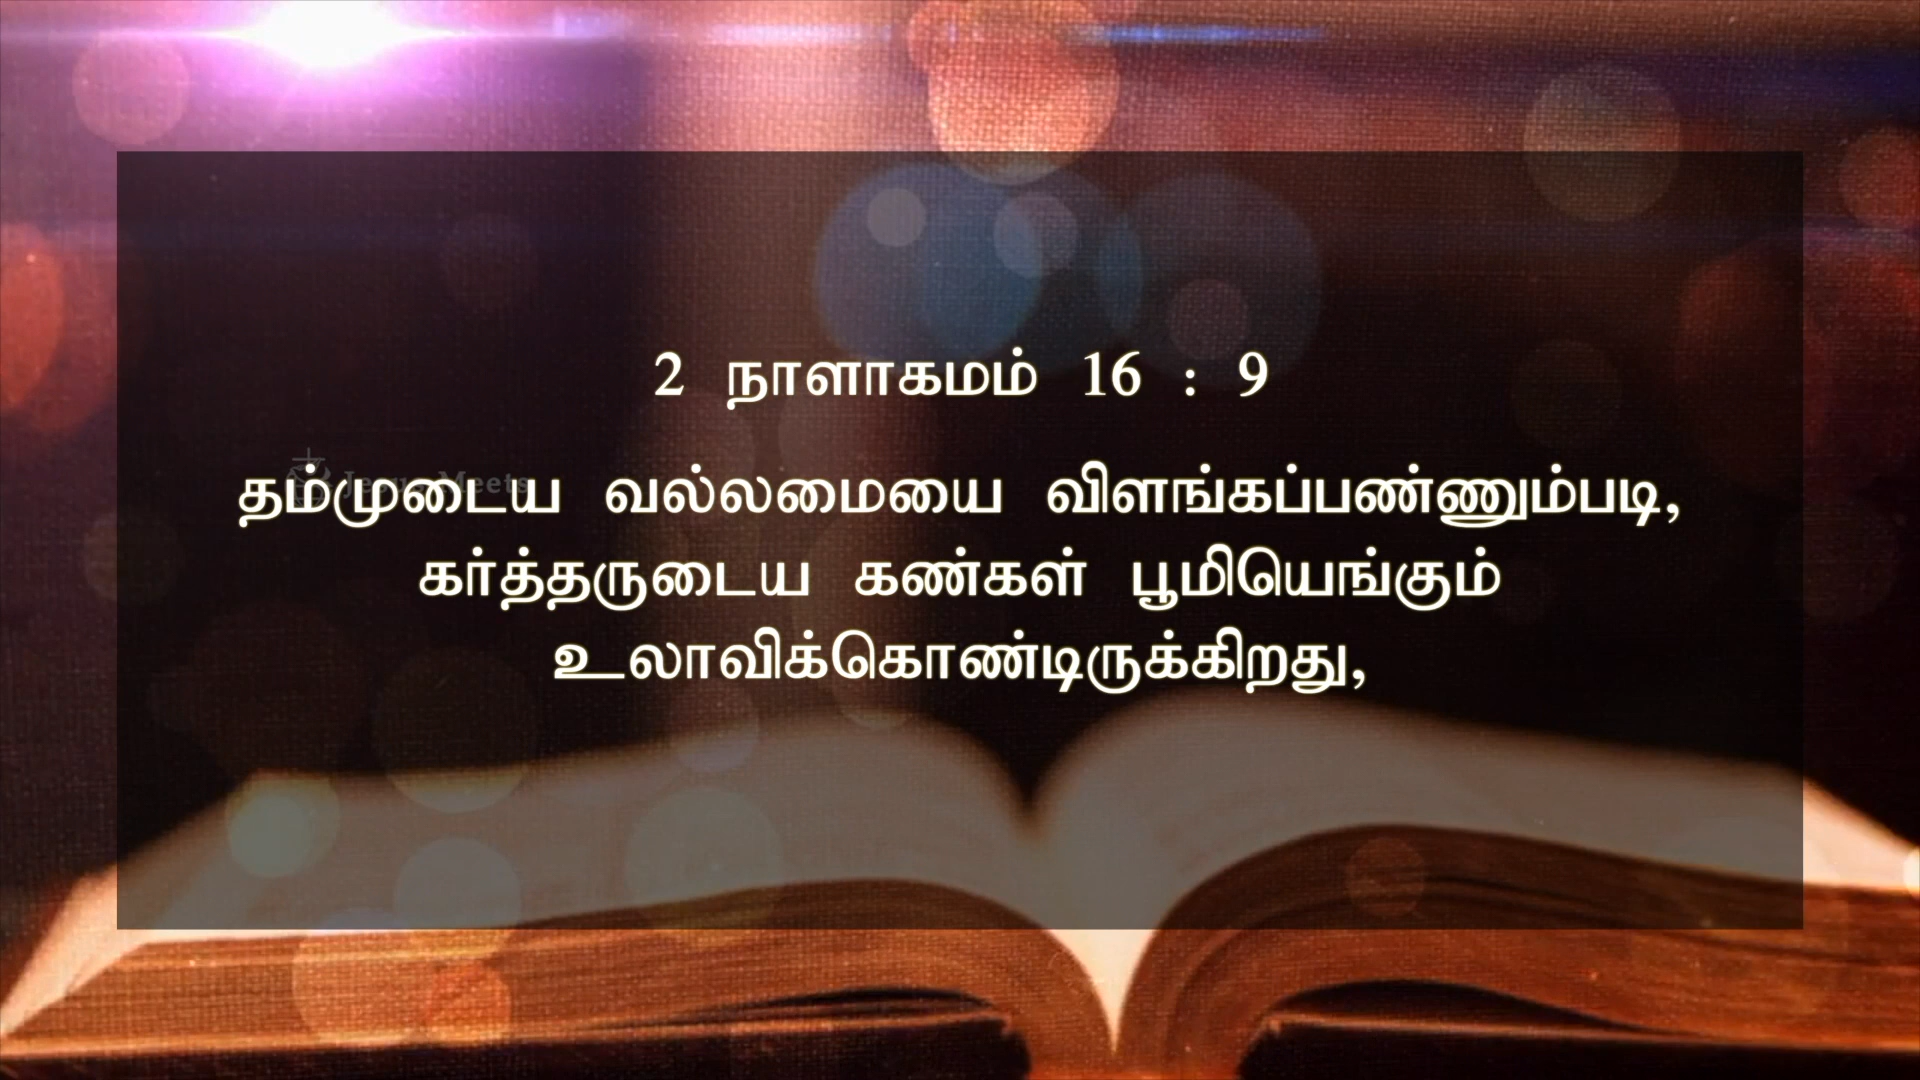 2 நாளாகமம் 16 : 9
தம்முடைய வல்லமையை விளங்கப்பண்ணும்படி,
கர்த்தருடைய கண்கள் பூமியெங்கும்
உலாவிக்கொண்டிருக்கிறது,